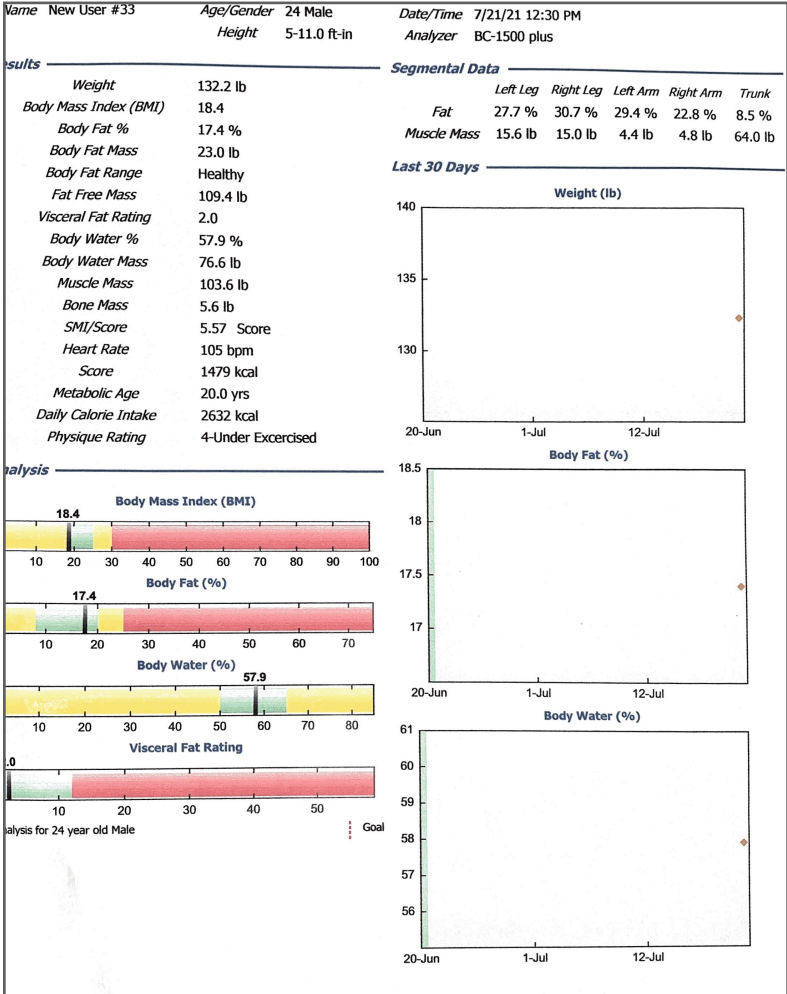 Name New User #33 Age/Gender 24 Male
Height 5-11.0 ft-in
Date/Time 7/21/21 12:30 PM
Analyzer BC-1500 plus
esults
Weight 132.2 lb
Body Mass Index (BMI) 18.4
Body Fat % 17.4 %
Body Fat Mass 23.0 lb
Body Fat Range Healthy
Fat Free Mass 109.4 lb
Visceral Fat Rating 2.0
Body Water % 57.9 %
Body Water Mass 76.6 lb
Muscle Mass 103.6 lb
Bone Mass 5.6 lb
SMI/Score 5.57 Score
Heart Rate 105 bpm
Score 1479 kcal
Metabolic Age 20.0 yrs
Daily Calorie Intake 2632 kcal
Physique Rating 4-Under Excercised
nalysis
Body Mass Index (BMI)
18.4
10 20 30 40 50 60 70 80 90 100
Body Fat (%)
17.4
10 20 30 40 50 60 70
Body Water (%)
57.9
10 20 30 40 50 60 70 80
Visceral Fat Rating
.0
10 20 30 40 50
alysis for 24 year old Male Goal
Segmental Data
Left Leg Right Leg Left Arm Right Arm Trunk
Fat 27.7 % 30.7 % 29.4 % 22.8 % 8.5 %
Muscle Mass 15.6 lb 15.0 lb 4.4 lb 4.8 lb 64.0 lb
Last 30 Days
Weight (lb)
140
135
130
20-Jun 1-Jul 12-Jul
Body Fat (%)
18.5
18
17.5
17
20-Jun 1-Jul 12-Jul
Body Water (%)
61
60
59
58
57
56
20-Jun 1-Jul 12-Jul